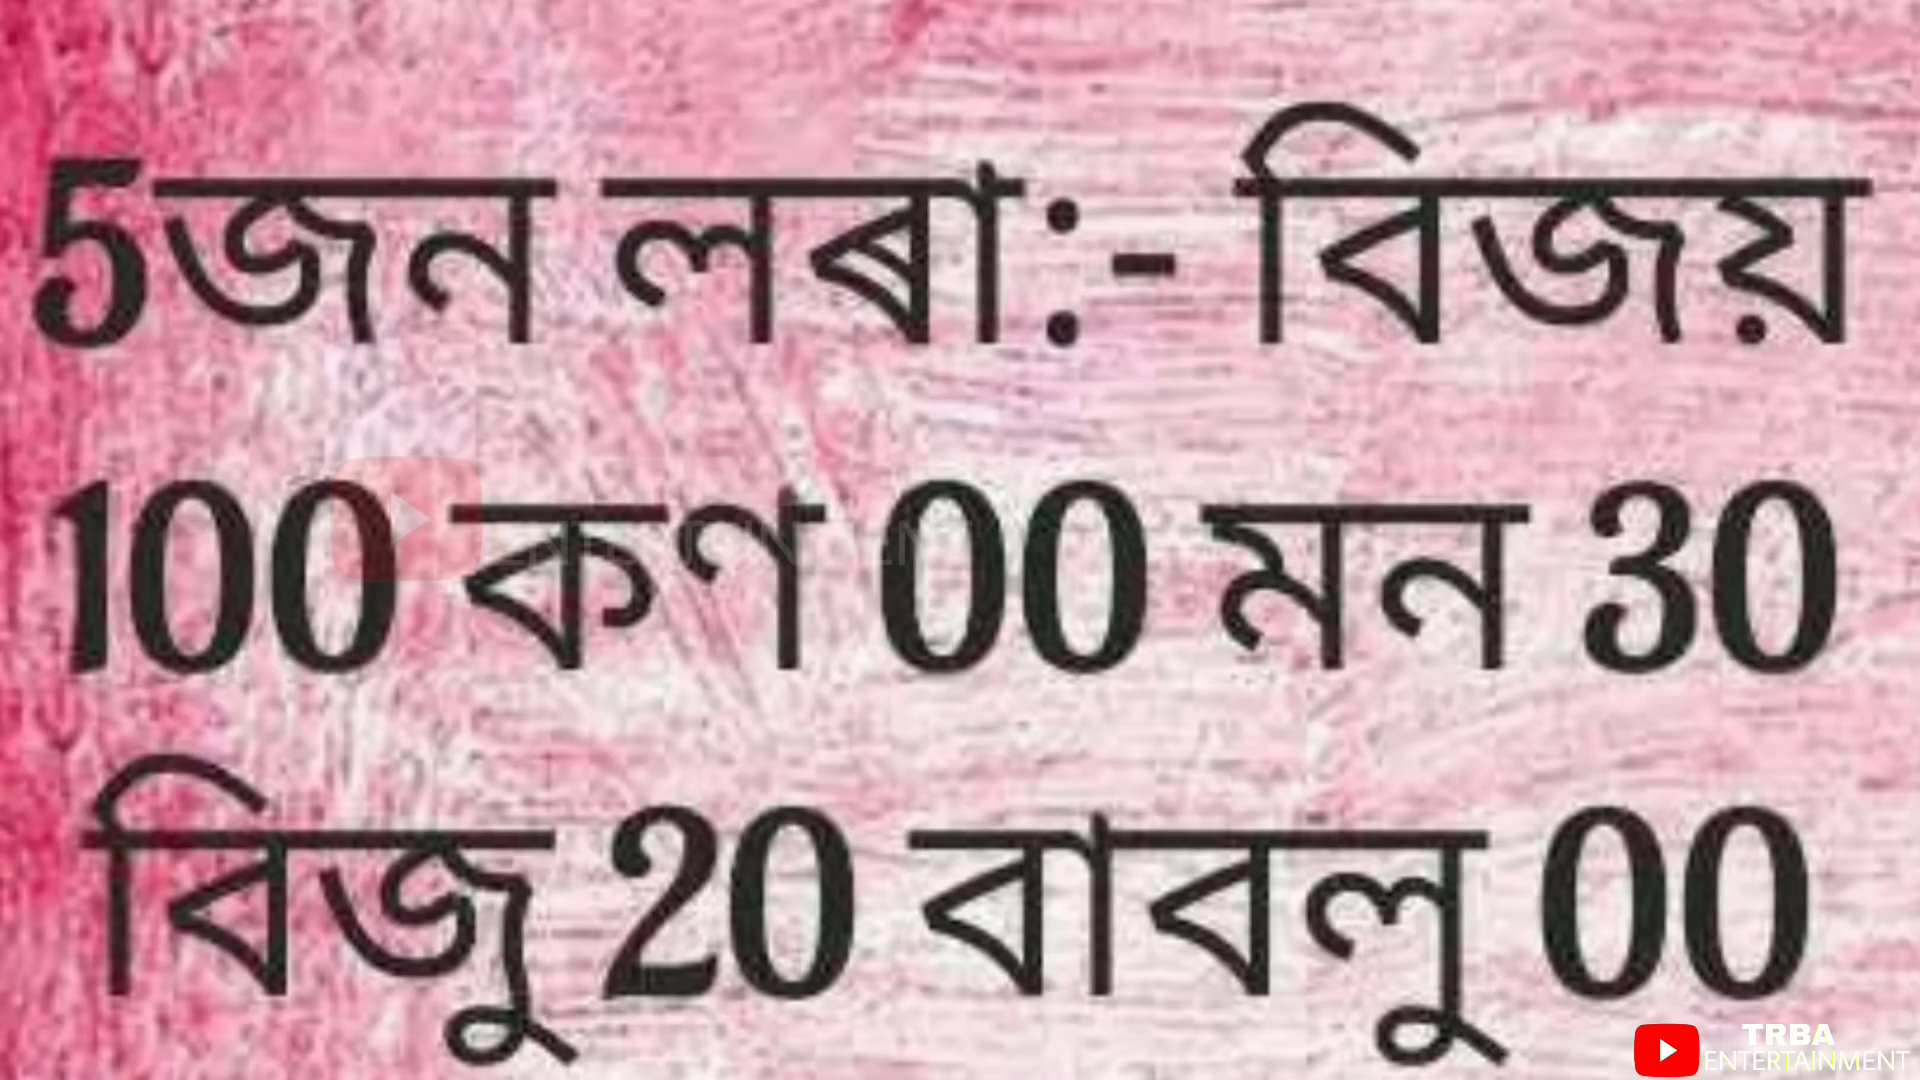 5জন লৰা:- বিজয়
100 কণ 00 মন 30
বিজু 20 বাবলু 00
TRBA
ENTERTAINMENT